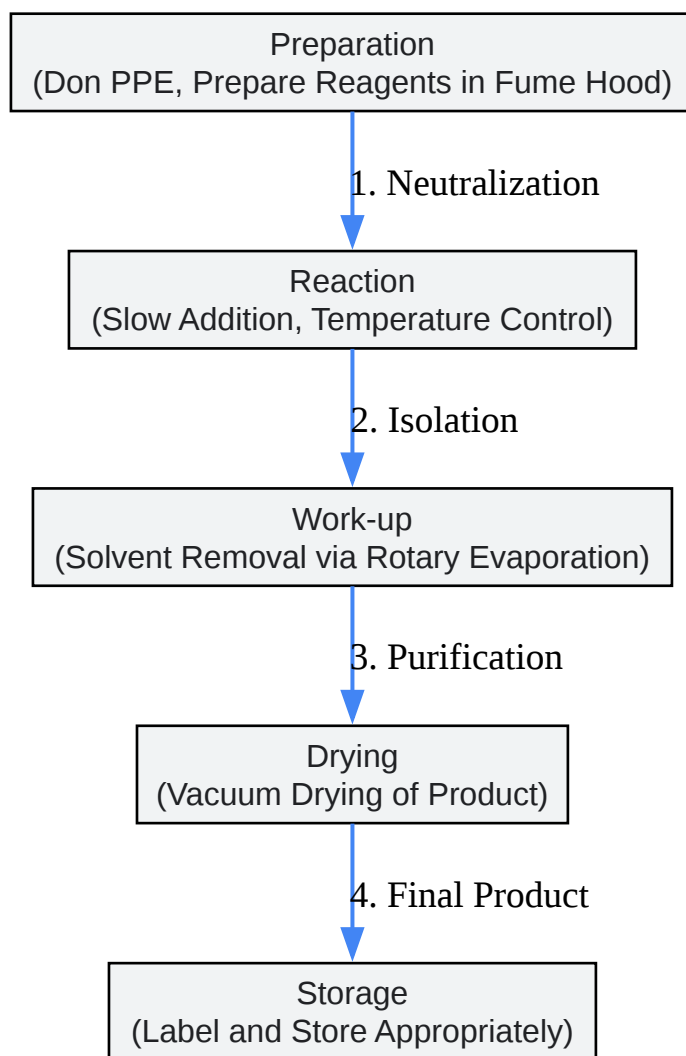 Preparation
(Don PPE, Prepare Reagents in Fume Hood)
1. Neutralization
Reaction
(Slow Addition, Temperature Control)
2. Isolation
Work-up
(Solvent Removal via Rotary Evaporation)
3. Purification
Drying
(Vacuum Drying of Product)
4. Final Product
Storage
(Label and Store Appropriately)